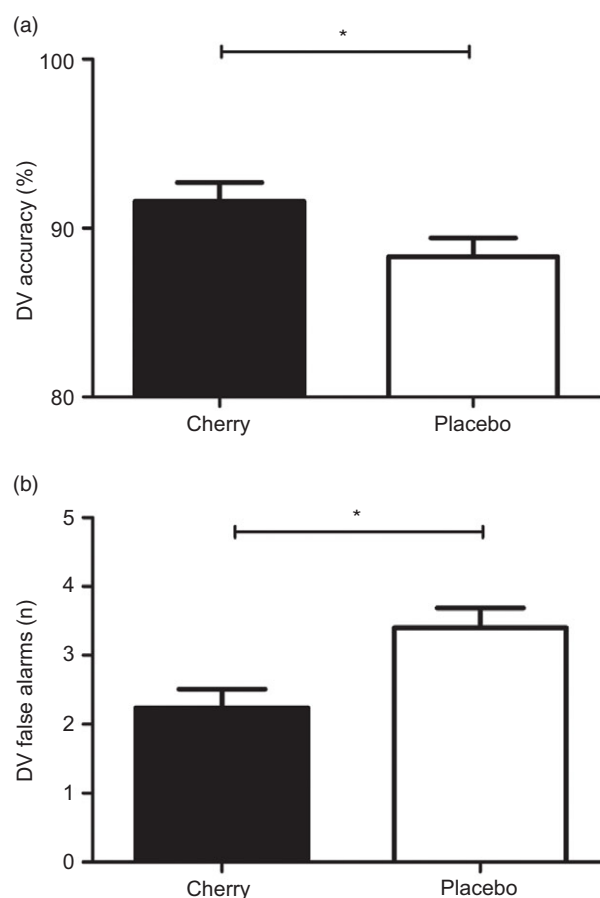 (a)
*
100
90
80
DV accuracy (%)
Cherry Placebo
(b)
*
5
4
3
2
1
0
DV false alarms (n)
Cherry Placebo